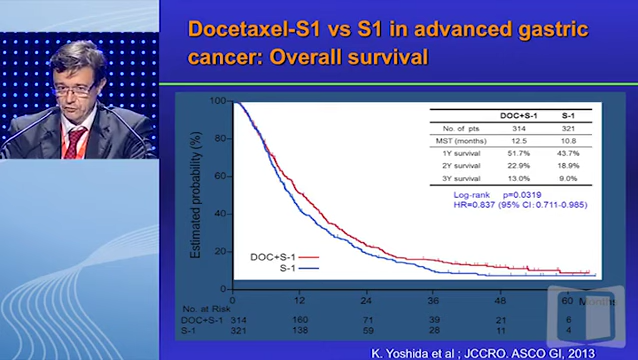 Docetaxel-S1 vs S1 in advanced gastric
cancer: Overall survival
DOC+S-1 S-1
No. of pts 314 321
MST (months) 12.5 10.8
1Y survival 51.7% 43.7%
2Y survival 22.9% 18.9%
3Y survival 13.0% 9.0%
Log-rank p=0.0319
HR=0.837 (95% CI: 0.711-0.985)
Estimated probability (%)
100
80
60
40
20
0
DOC+S-1
S-1
0 12 24 36 48 60 Months
No. at Risk
DOC+S-1 314 160 71 39 21 6
S-1 321 138 59 28 11 4
K. Yoshida et al ; JCCRO. ASCO GI, 2013